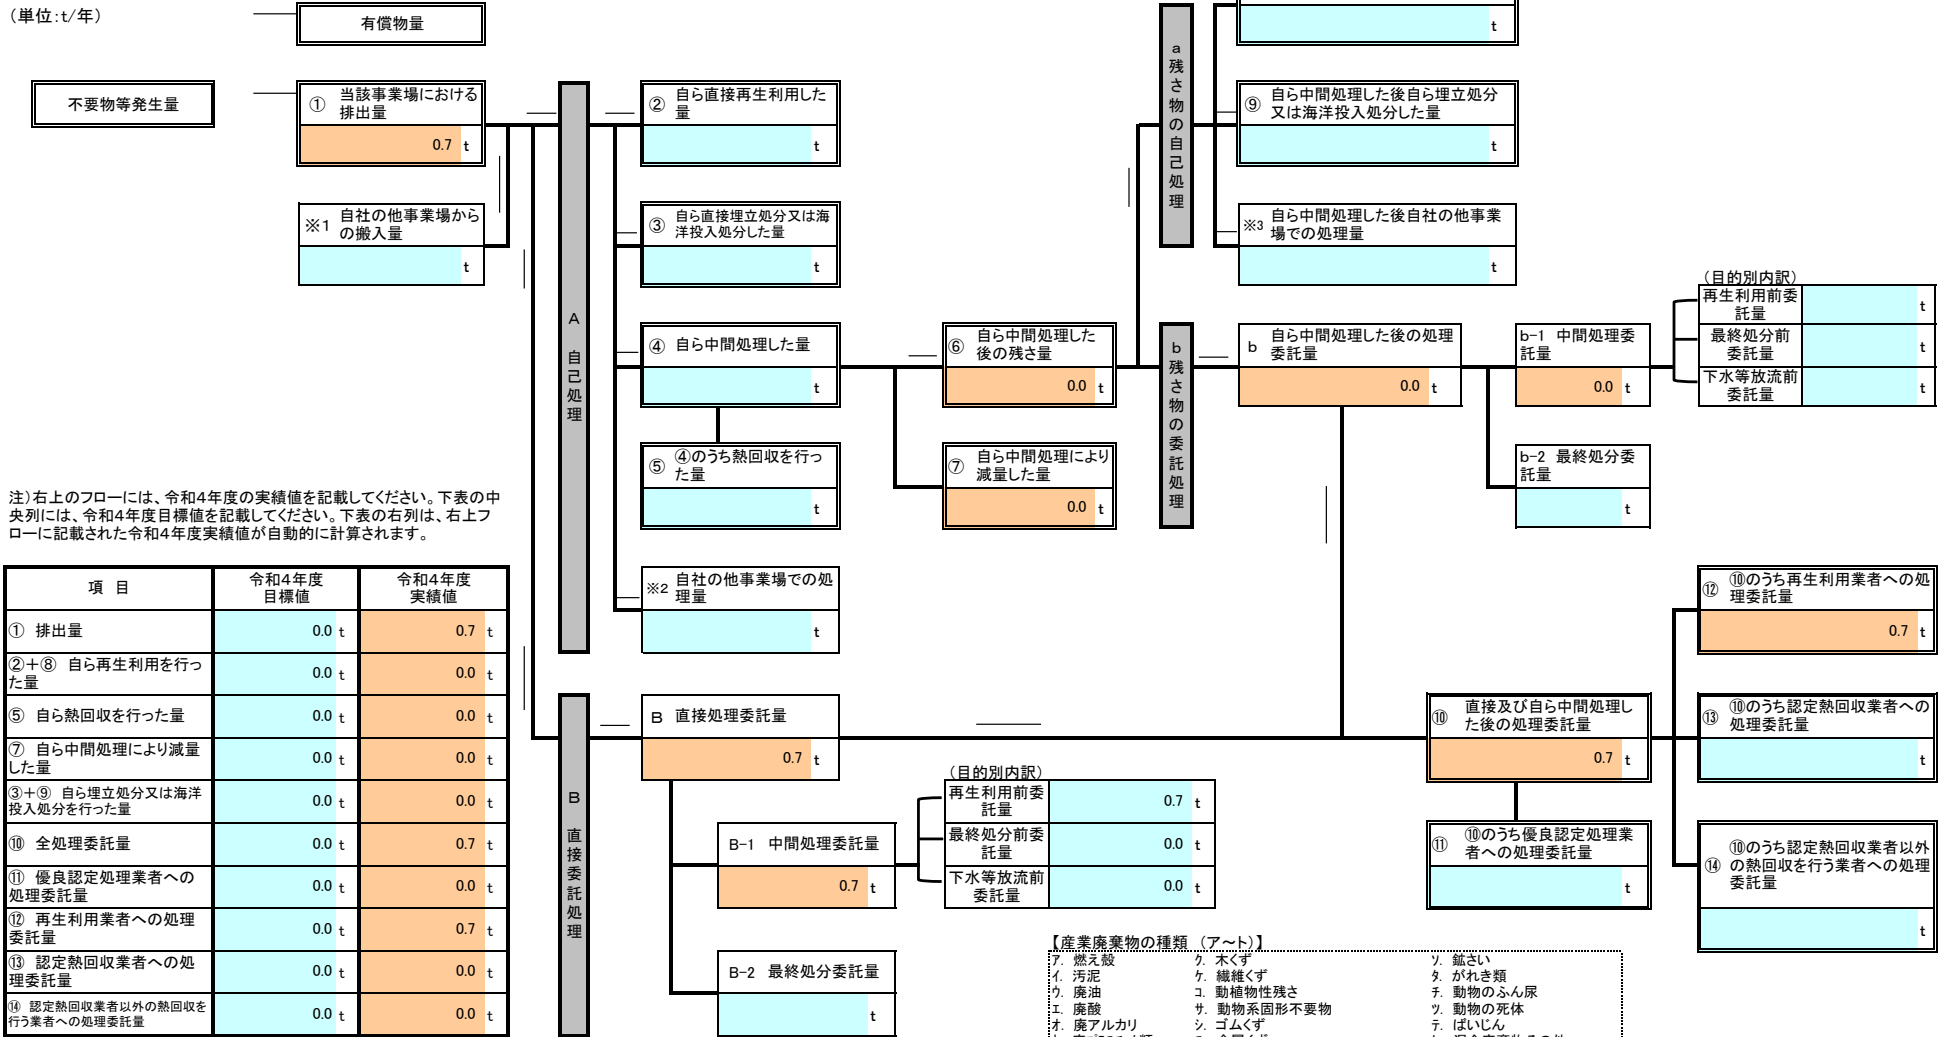 (単位:t/年)
有償物量
t
不要物等発生量
① 当該事業場における
排出量
0.7 t
※1 自社の他事業場から
の搬入量
t
A 自己処理
② 自ら直接再生利用した
量
t
③ 自ら直接埋立処分又は海
洋投入処分した量
t
④ 自ら中間処理した量
t
⑤ ④のうち熱回収を行っ
た量
t
※2 自社の他事業場での処
理量
t
⑥ 自ら中間処理した
後の残さ量
0.0 t
⑦ 自ら中間処理により
減量した量
0.0 t
a残さ物の自己処理
⑨ 自ら中間処理した後自ら埋立処分
又は海洋投入処分した量
t
※3 自ら中間処理した後自社の他事業
場での処理量
t
b残さ物の委託処理
b 自ら中間処理した後の処理
委託量
0.0 t
b-1 中間処理委
託量
0.0 t
b-2 最終処分委
託量
t
(目的別内訳)
再生利用前委
託量
t
最終処分前
委託量
t
下水等放流前
委託量
t
注)右上のフローには、令和4年度の実績値を記載してください。下表の中
央列には、令和4年度目標値を記載してください。下表の右列は、右上フ
ローに記載された令和4年度実績値が自動的に計算されます。
項 目
令和4年度
目標値
令和4年度
実績値
① 排出量 0.0 t 0.7 t
②+⑧ 自ら再生利用を行っ
た量 0.0 t 0.0 t
⑤ 自ら熱回収を行った量 0.0 t 0.0 t
⑦ 自ら中間処理により減量
した量 0.0 t 0.0 t
③+⑨ 自ら埋立処分又は海洋
投入処分を行った量 0.0 t 0.0 t
⑩ 全処理委託量 0.0 t 0.7 t
⑪ 優良認定処理業者への
処理委託量 0.0 t 0.0 t
⑫ 再生利用業者への処理
委託量 0.0 t 0.7 t
⑬ 認定熱回収業者への処
理委託量 0.0 t 0.0 t
⑭ 認定熱回収業者以外の熱回収を
行う業者への処理委託量 0.0 t 0.0 t
B 直接委託処理
B 直接処理委託量
0.7 t
B-1 中間処理委託量
0.7 t
B-2 最終処分委託量
t
(目的別内訳)
再生利用前委
託量
0.7 t
最終処分前委
託量
0.0 t
下水等放流前
委託量
0.0 t
⑩ 直接及び自ら中間処理し
た後の処理委託量
0.7 t
⑪ ⑩のうち優良認定処理業
者への処理委託量
t
⑫ ⑩のうち再生利用業者への処
理委託量
0.7 t
⑬ ⑩のうち認定熱回収業者への
処理委託量
t
⑭ ⑩のうち認定熱回収業者以外
の熱回収を行う業者への処理
委託量
t
【産業廃棄物の種類 (ア～ト)】
ア. 燃え殻 ク. 木くず ソ. 鉱さい
イ. 汚泥 ケ. 繊維くず タ. がれき類
ウ. 廃油 コ. 動植物性残さ チ. 動物のふん尿
エ. 廃酸 サ. 動物系固形不要物 ツ. 動物の死体
オ. 廃アルカリ シ. ゴムくず テ. ばいじん